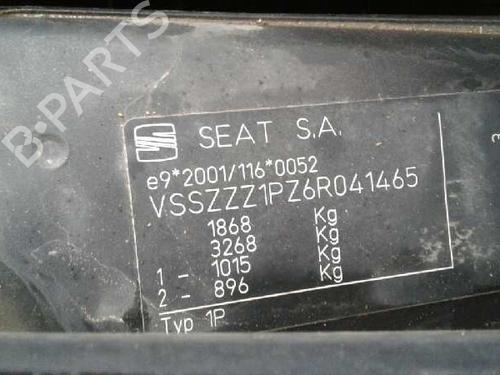 B-PARTS
SEAT S.A.
e9*2001/116*0052
VSSZZZ1PZ6R041465
1868 Kg
3268 Kg
1 - 1015 Kg
2 - 896 Kg
Typ 1P